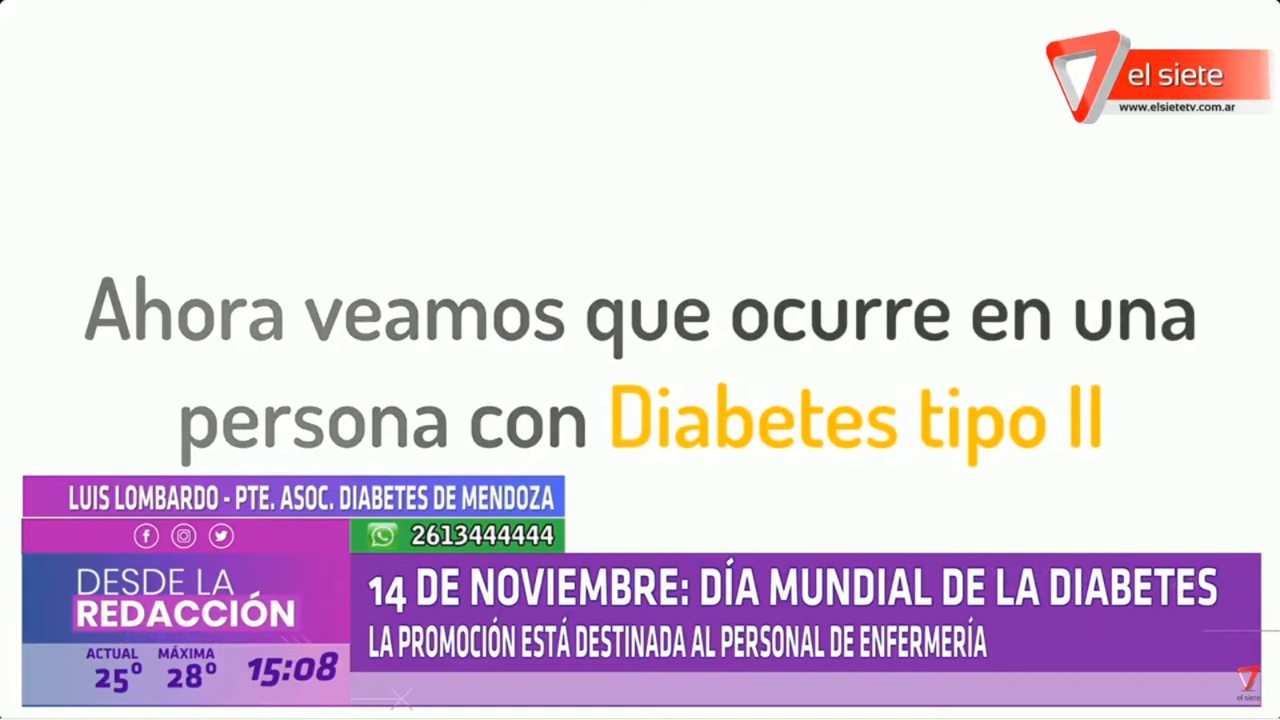 el siete
www.elsietetv.com.ar
Ahora veamos que ocurre en una
persona con Diabetes tipo II
LUIS LOMBARDO - PTE. ASOC. DIABETES DE MENDOZA
2613444444
DESDE LA
REDACCIÓN
14 DE NOVIEMBRE: DÍA MUNDIAL DE LA DIABETES
LA PROMOCIÓN ESTÁ DESTINADA AL PERSONAL DE ENFERMERÍA
ACTUAL MÁXIMA
25º 28º 15:08
el siete